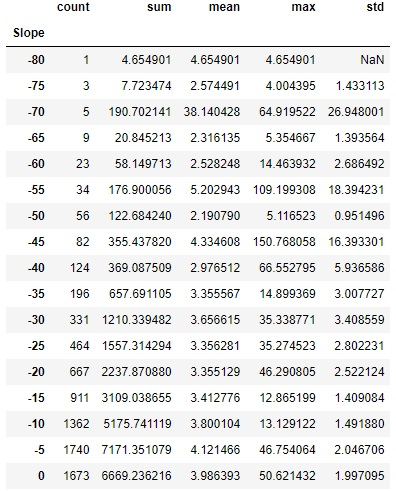 count sum mean max std
Slope
-80 1 4.654901 4.654901 4.654901 NaN
-75 3 7.723474 2.574491 4.004395 1.433113
-70 5 190.702141 38.140428 64.919522 26.948001
-65 9 20.845213 2.316135 5.354667 1.393564
-60 23 58.149713 2.528248 14.463932 2.686492
-55 34 176.900056 5.202943 109.199308 18.394231
-50 56 122.684240 2.190790 5.116523 0.951496
-45 82 355.437820 4.334608 150.768058 16.393301
-40 124 369.087509 2.976512 66.552795 5.936586
-35 196 657.691105 3.355567 14.899369 3.007727
-30 331 1210.339482 3.656615 35.338771 3.408559
-25 464 1557.314294 3.356281 35.274523 2.802231
-20 667 2237.870880 3.355129 46.290805 2.522124
-15 911 3109.038655 3.412776 12.865199 1.409084
-10 1362 5175.741119 3.800104 13.129122 1.491880
-5 1740 7171.351079 4.121466 46.754064 2.046706
0 1673 6669.236216 3.986393 50.621432 1.997095